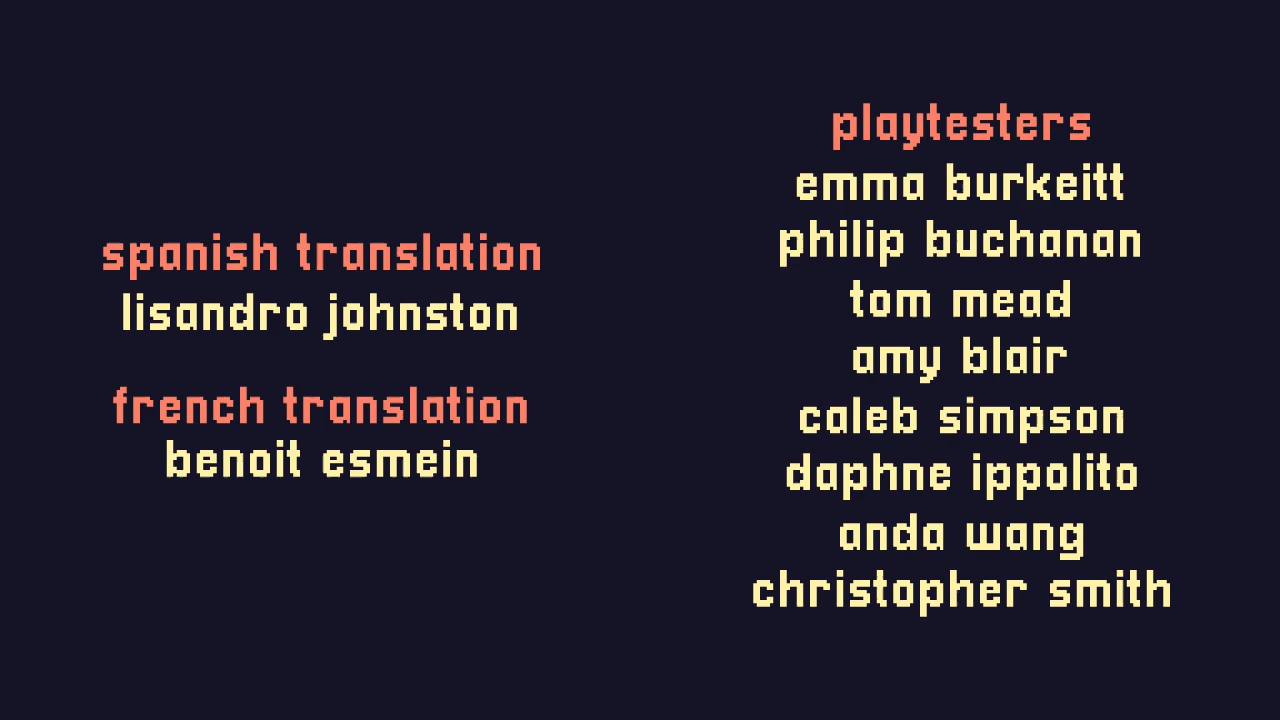 spanish translation
lisandro johnston
french translation
benoit esmein
playtesters
emma burkeitt
philip buchanan
tom mead
amy blair
caleb simpson
daphne ippolito
anda wang
christopher smith